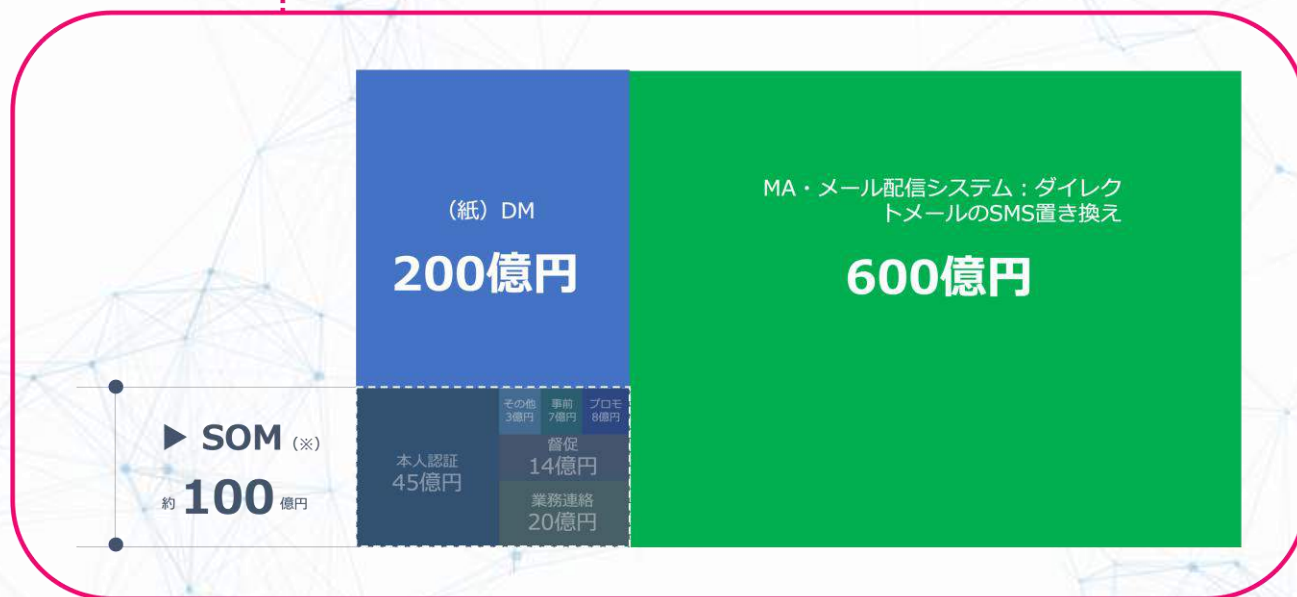 （紙）DM
200億円
MA・メール配信システム：ダイレク
トメールのSMS置き換え
600億円
▶ SOM（※）
約 100 億円
本人認証
45億円
その他
3億円
事前
7億円
プロモ
8億円
督促
14億円
業務連絡
20億円